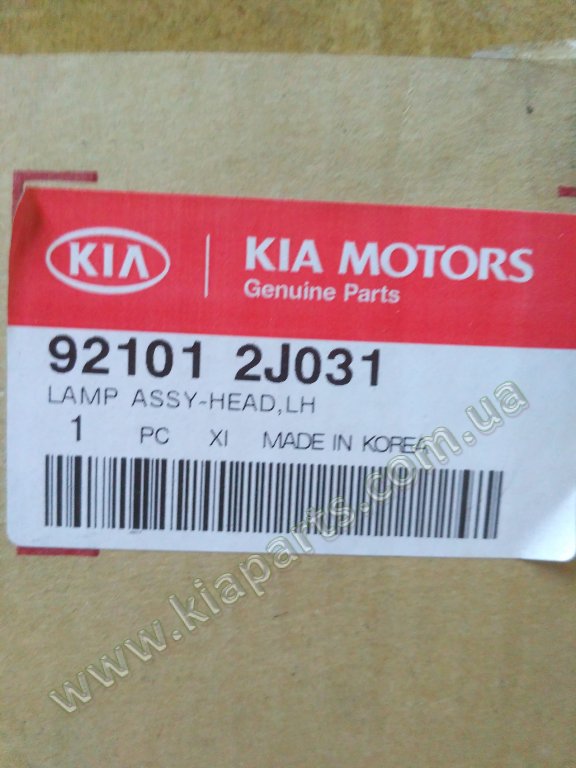 KIA
KIA MOTORS
Genuine Parts
92101 2J031
LAMP ASSY-HEAD,LH
1 PC XI MADE IN KOREA
www.kiaparts.com.ua